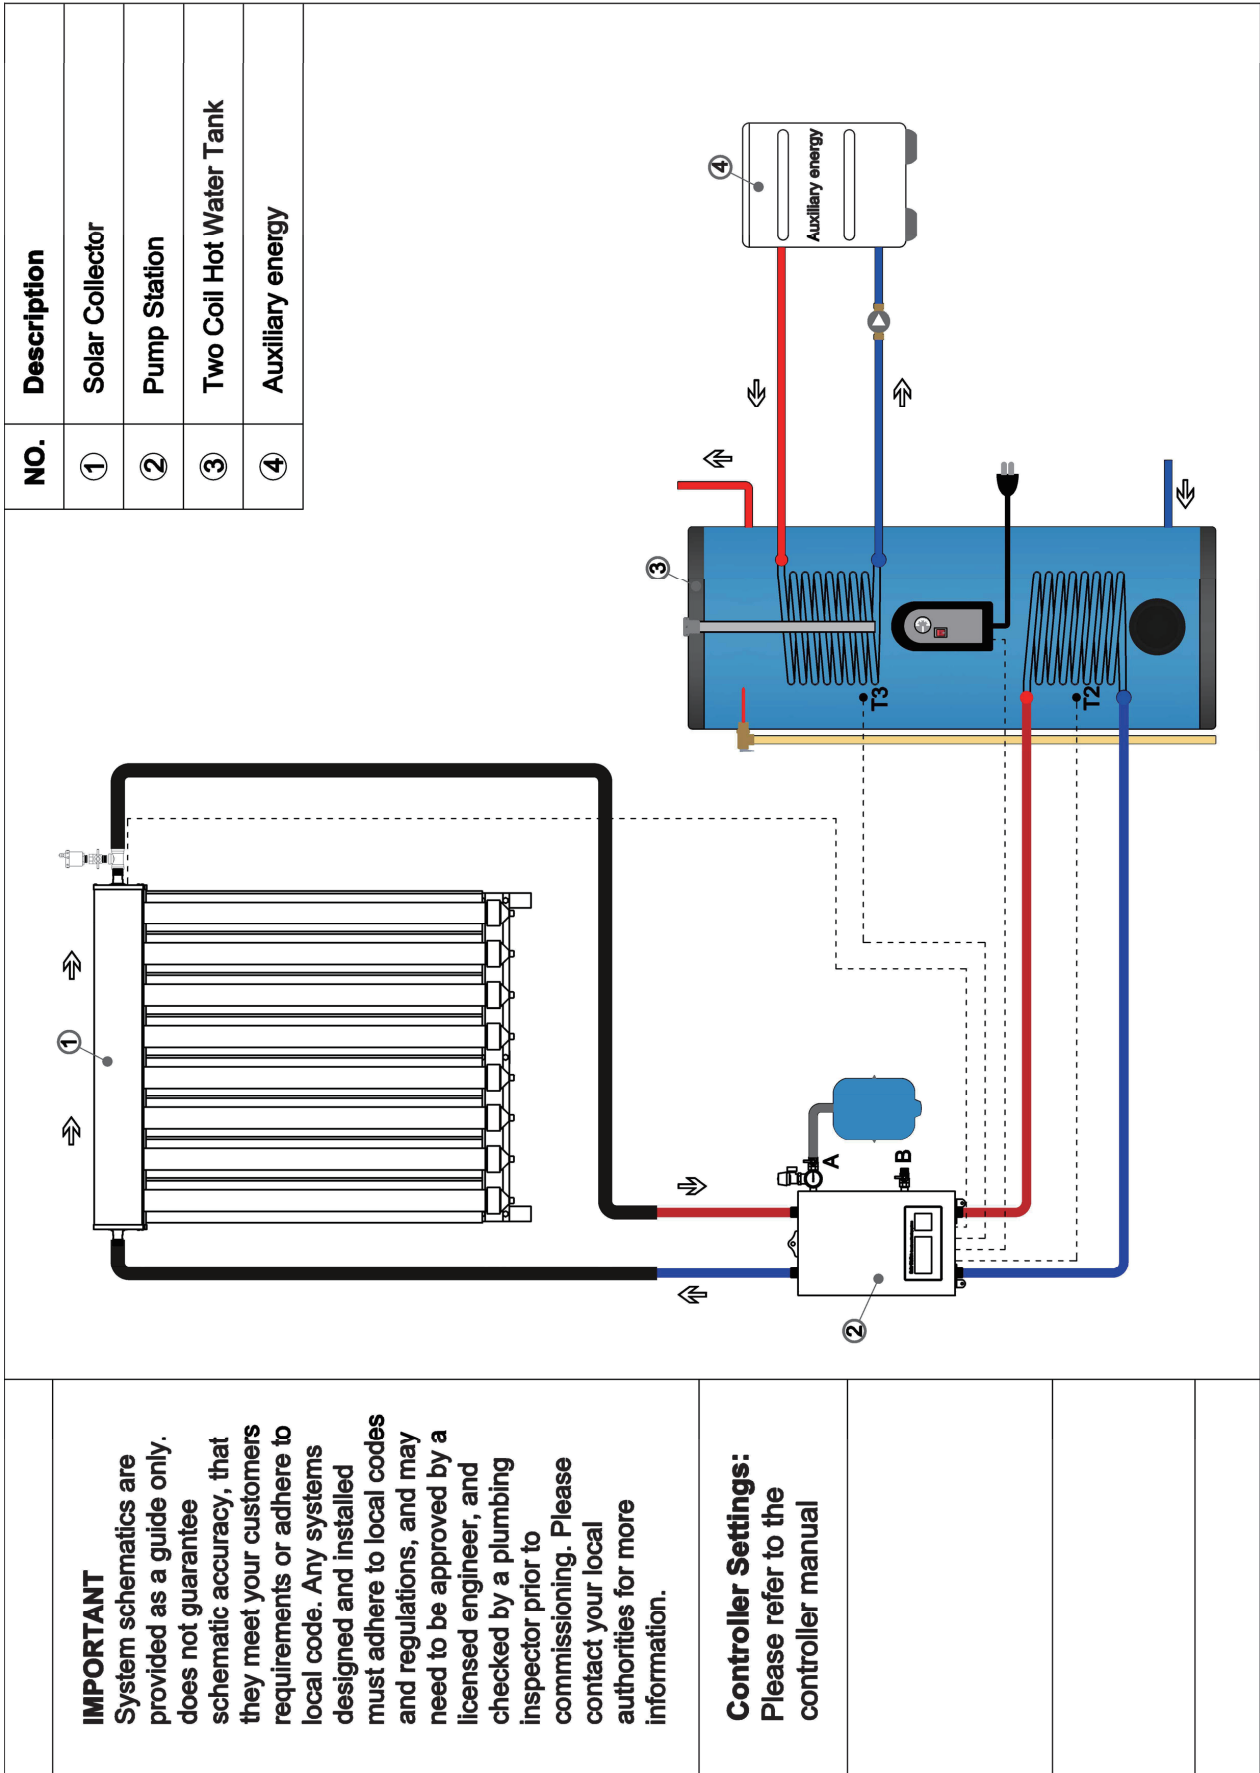 NO. Description
① Solar Collector
② Pump Station
③ Two Coil Hot Water Tank
④ Auxiliary energy
①
②
③
④
Auxiliary energy
T3
T2
A
B
IMPORTANT
System schematics are
provided as a guide only.
does not guarantee
schematic accuracy, that
they meet your customers
requirements or adhere to
local code. Any systems
designed and installed
must adhere to local codes
and regulations, and may
need to be approved by a
licensed engineer, and
checked by a plumbing
inspector prior to
commissioning. Please
contact your local
authorities for more
information.
Controller Settings:
Please refer to the
controller manual